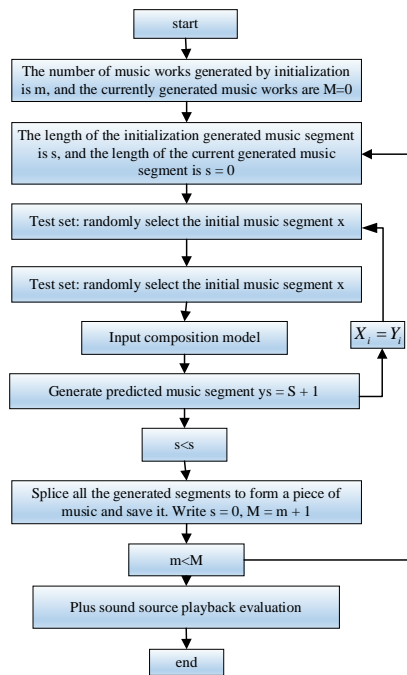 start
The number of music works generated by initialization
is m, and the currently generated music works are M=0
The length of the initialization generated music segment
is s, and the length of the current generated music
segment is s = 0
Test set: randomly select the initial music segment x
Test set: randomly select the initial music segment x
Input composition model
X_i = Y_i
Generate predicted music segment ys = S + 1
s<s
Splice all the generated segments to form a piece of
music and save it. Write s = 0, M = m + 1
m<M
Plus sound source playback evaluation
end